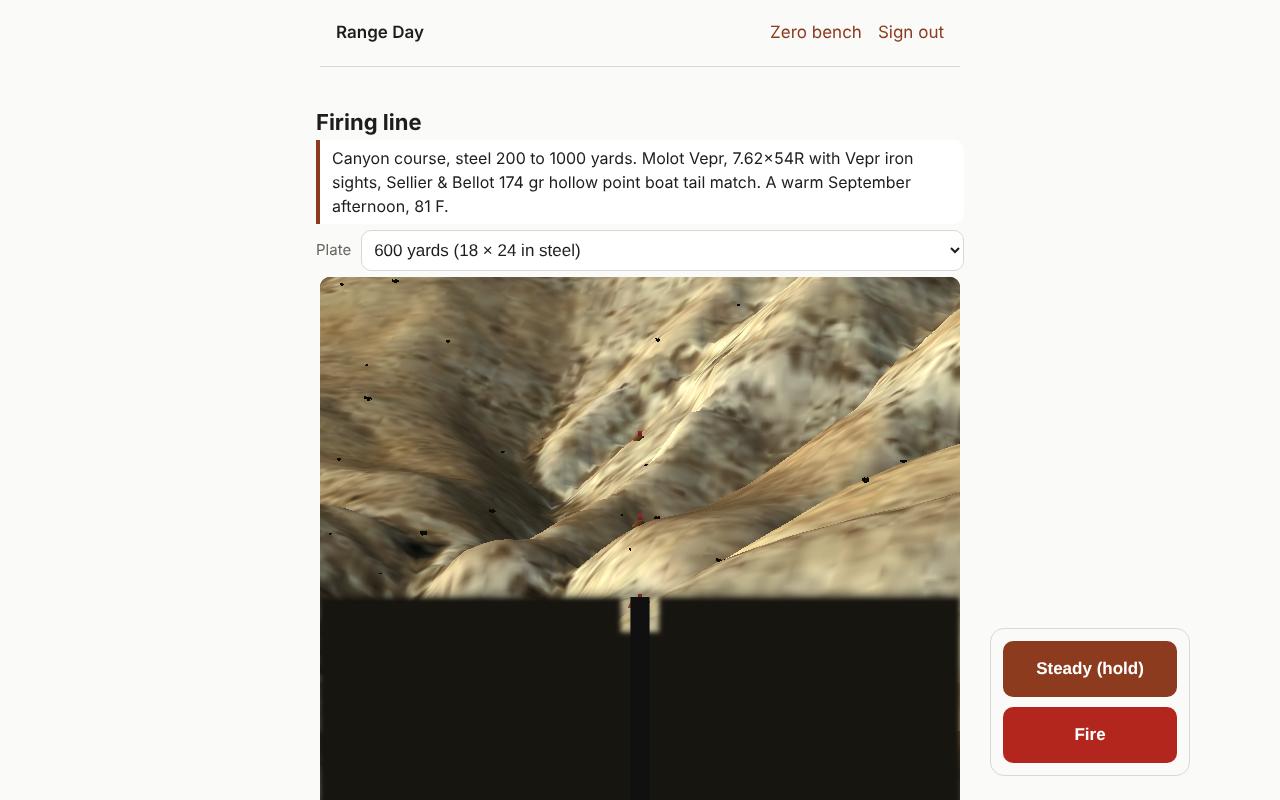 Range Day
Zero bench
Sign out
Firing line
Canyon course, steel 200 to 1000 yards. Molot Vepr, 7.62×54R with Vepr iron
sights, Sellier & Bellot 174 gr hollow point boat tail match. A warm September
afternoon, 81 F.
Plate
600 yards (18 × 24 in steel)
Steady (hold)
Fire